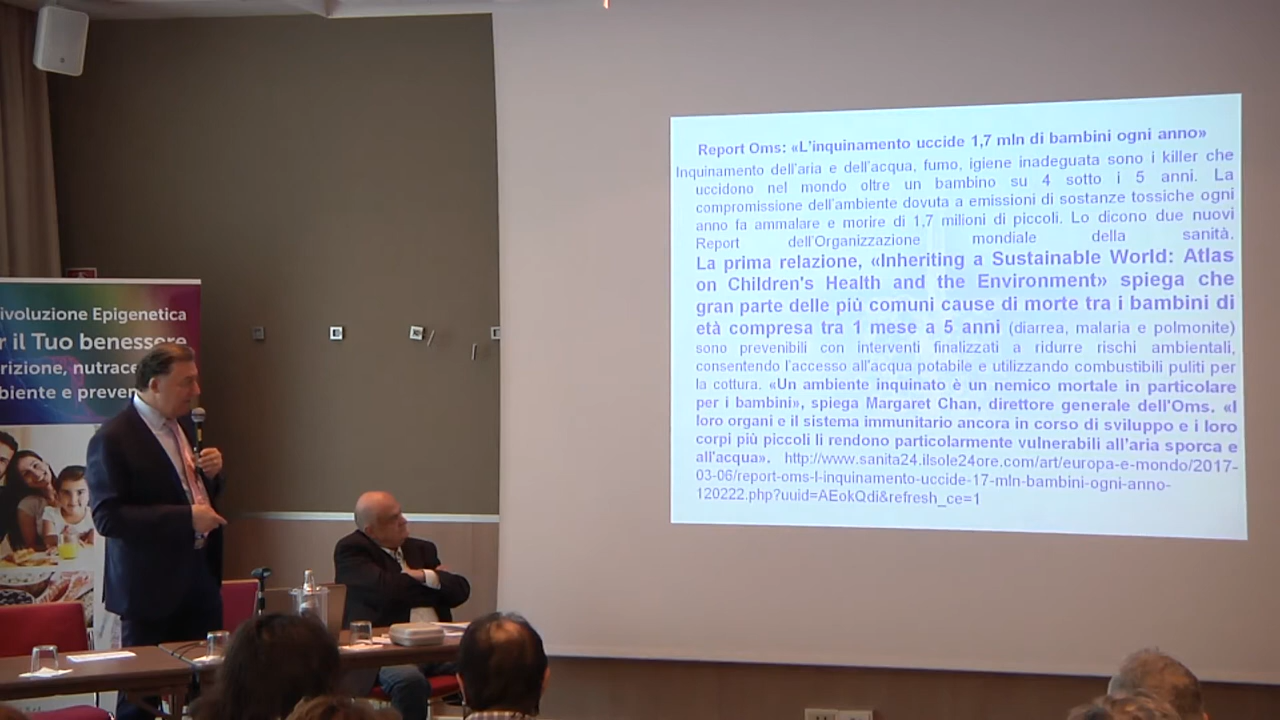 Report Oms: «L'inquinamento uccide 1,7 mln di bambini ogni anno»
Inquinamento dell'aria e dell'acqua, fumo, igiene inadeguata sono i killer che
uccidono nel mondo oltre un bambino su 4 sotto i 5 anni. La
compromissione dell'ambiente dovuta a emissioni di sostanze tossiche ogni
anno fa ammalare e morire di 1,7 milioni di piccoli. Lo dicono due nuovi
Report dell'Organizzazione mondiale della sanità.
La prima relazione, «Inheriting a Sustainable World: Atlas
on Children's Health and the Environment» spiega che
gran parte delle più comuni cause di morte tra i bambini di
età compresa tra 1 mese a 5 anni (diarrea, malaria e polmonite)
sono prevenibili con interventi finalizzati a ridurre rischi ambientali,
consentendo l'accesso all'acqua potabile e utilizzando combustibili puliti per
la cottura. «Un ambiente inquinato è un nemico mortale in particolare
per i bambini», spiega Margaret Chan, direttore generale dell'Oms. «I
loro organi e il sistema immunitario ancora in corso di sviluppo e i loro
corpi più piccoli li rendono particolarmente vulnerabili all'aria sporca e
all'acqua». http://www.sanita24.ilsole24ore.com/art/europa-e-mondo/2017-
03-06/report-oms-l-inquinamento-uccide-17-mln-bambini-ogni-anno-
120222.php?uuid=AEokQdi&refresh_ce=1
ivoluzione Epigenetica
r il Tuo benessere
rizione, nutrace
biente e preven